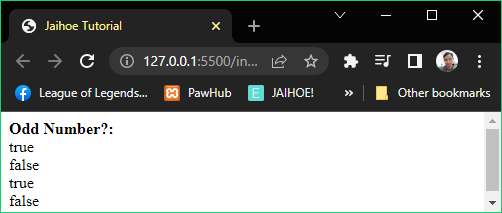 Jaihoe Tutorial
127.0.0.1:5500/in...
League of Legends...
PawHub
JAIHOE!
Other bookmarks
Odd Number?:
true
false
true
false